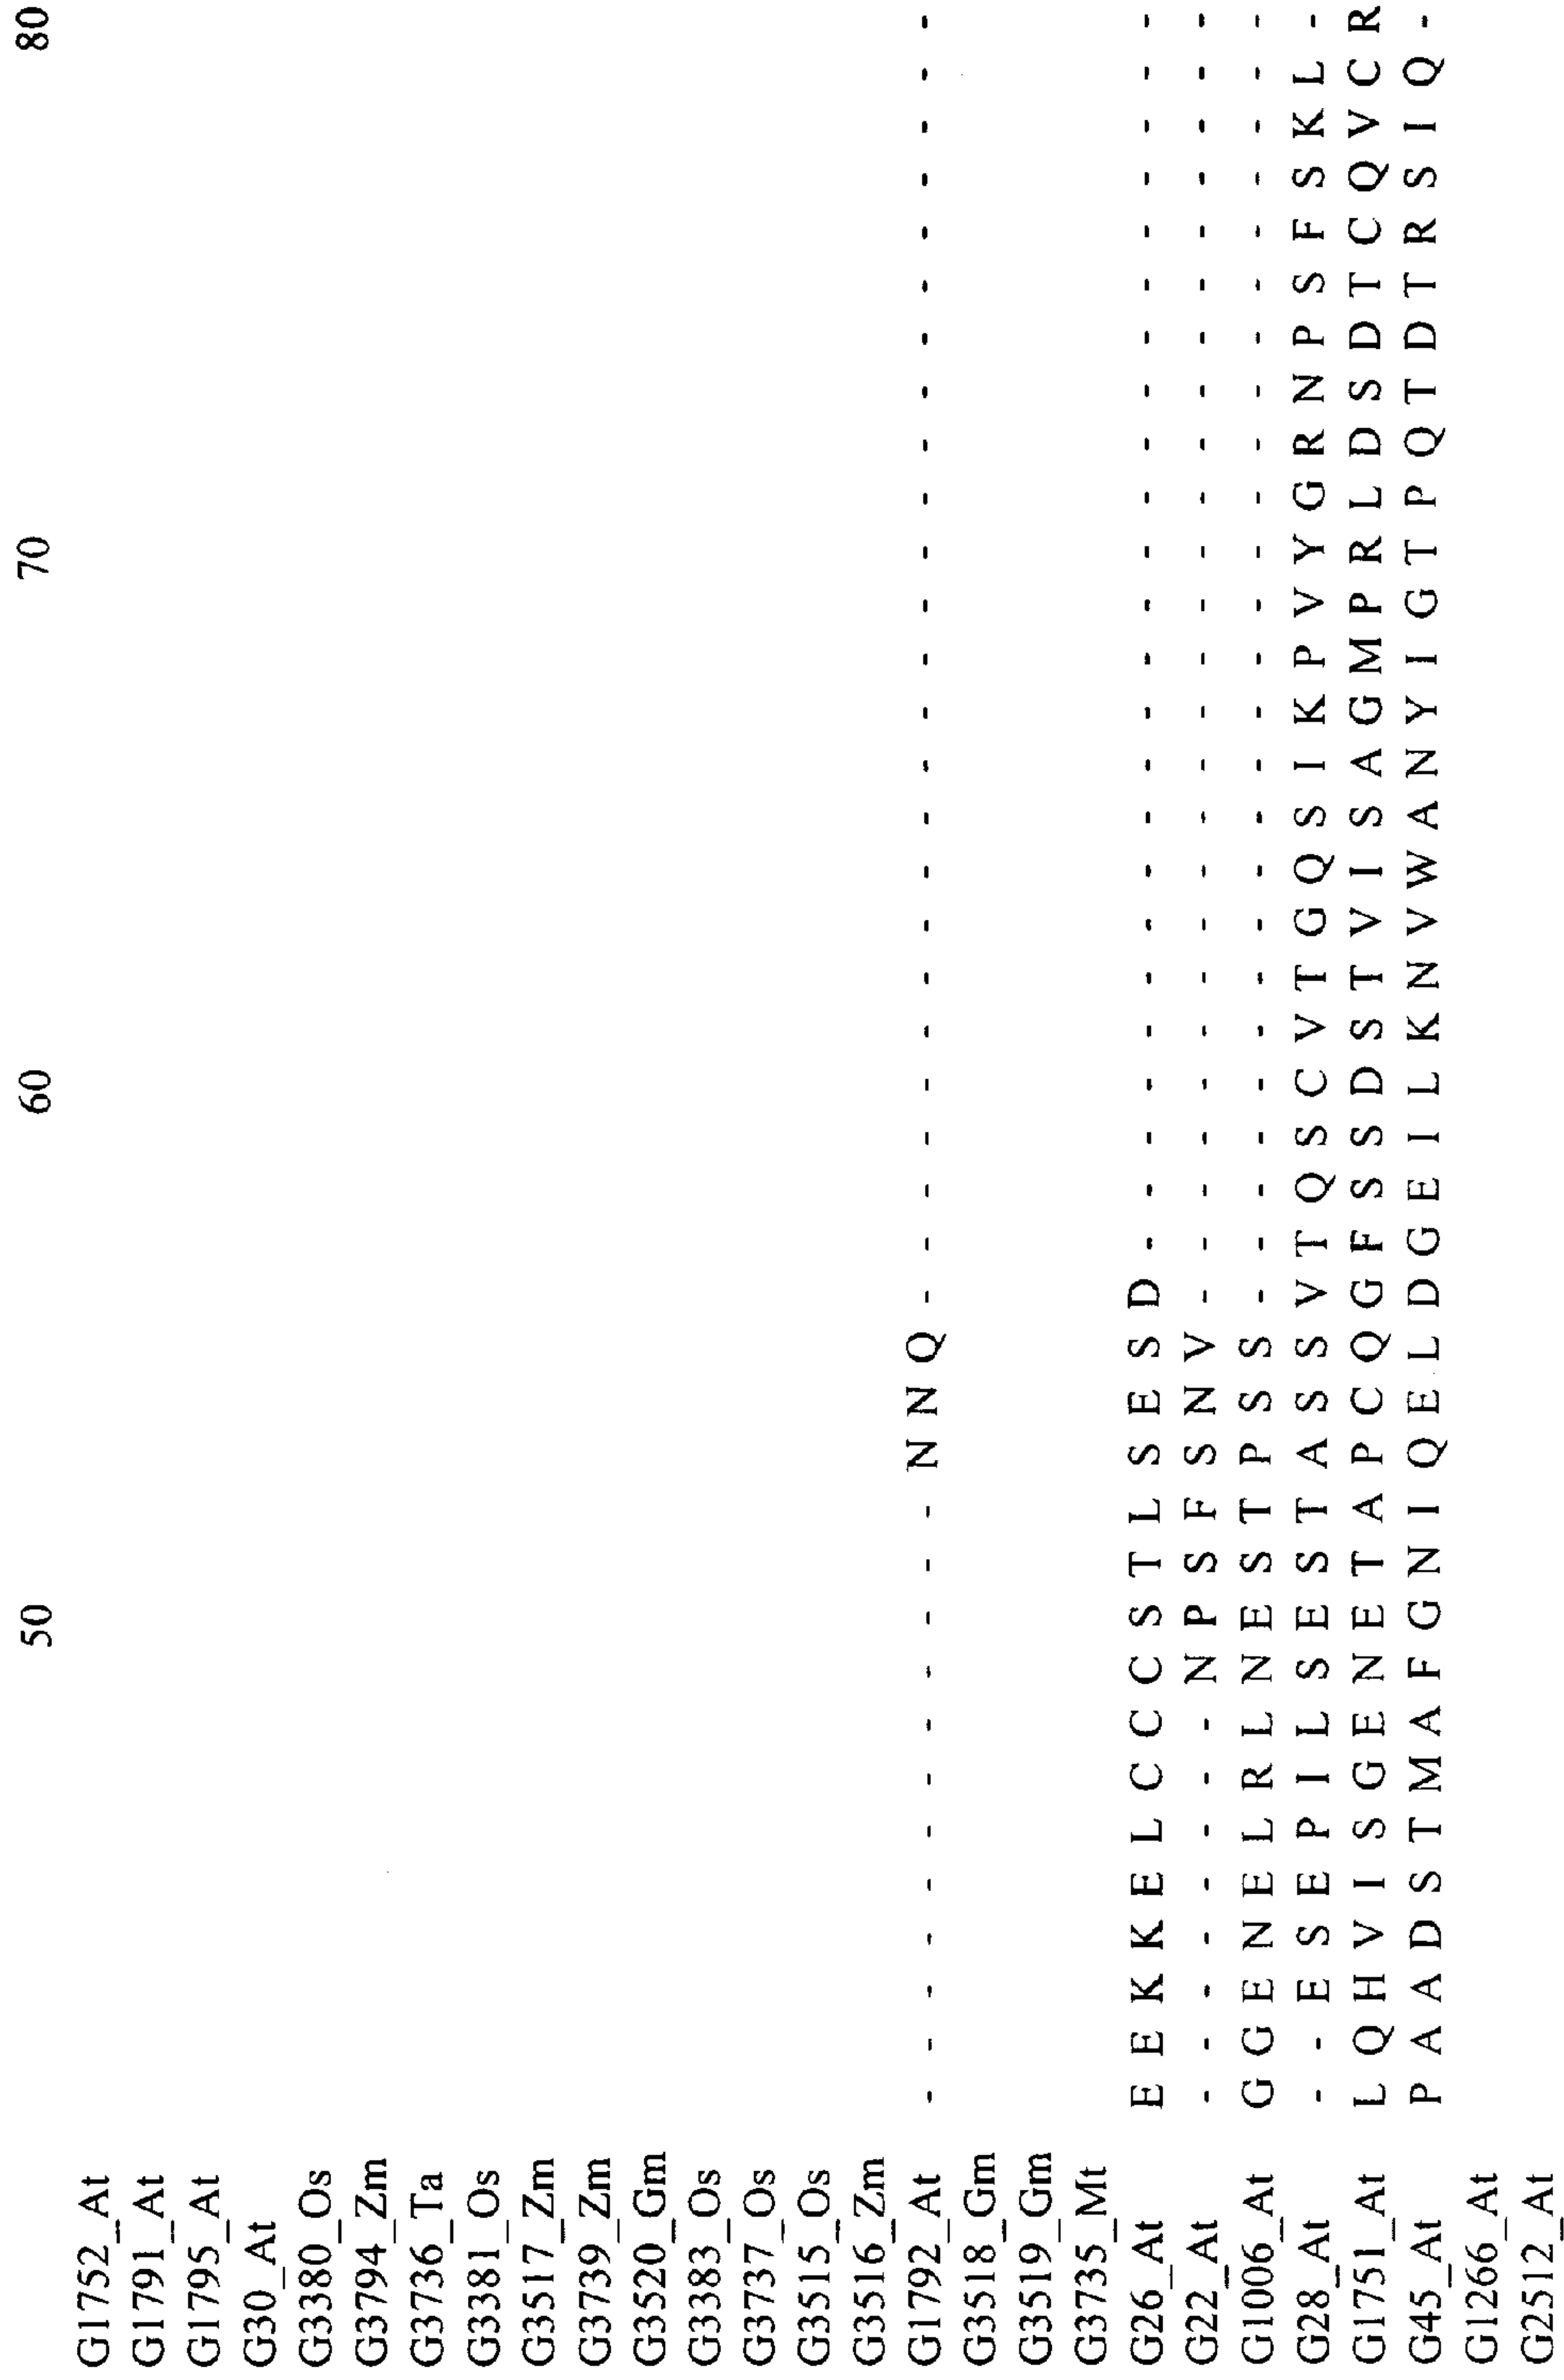 50 60 70 80
G1752_At
G1791_At
G1795_At
G30_At
G3380_Os
G3794_Zm
G3736_Ta
G3381_Os
G3517_Zm
G3739_Zm
G3520_Gm
G3383_Os
G3737_Os
G3515_Os
G3516_Zm
G1792_At - - - - - - - - - - - - N N Q - - - - - - - - - - - - - - - - - - - - - - - - -
G3518_Gm
G3519_Gm
G3735_Mt
G26_At E E K K E L C C C S T L S E S D - - - - - - - - - - - - - - - - - - - - - - - -
G22_At - - - - - - - - N P S F S N V - - - - - - - - - - - - - - - - - - - - - - - - -
G1006_At G G E N E L R L N E S T P S S - - - - - - - - - - - - - - - - - - - - - - - - -
G28_At - - E S E P I L S E S T A S S V T Q S C V T G Q S I K P V Y G R N P S F S K L -
G1751_At L Q H V I S G E N E T A P C Q G F S S D S T V I S A G M P R L D S D T C Q V C R
G45_At P A A D S T M A F G N I Q E L D G E I L K N V W A N Y I G T P Q T D T R S I Q -
G1266_At
G2512_At